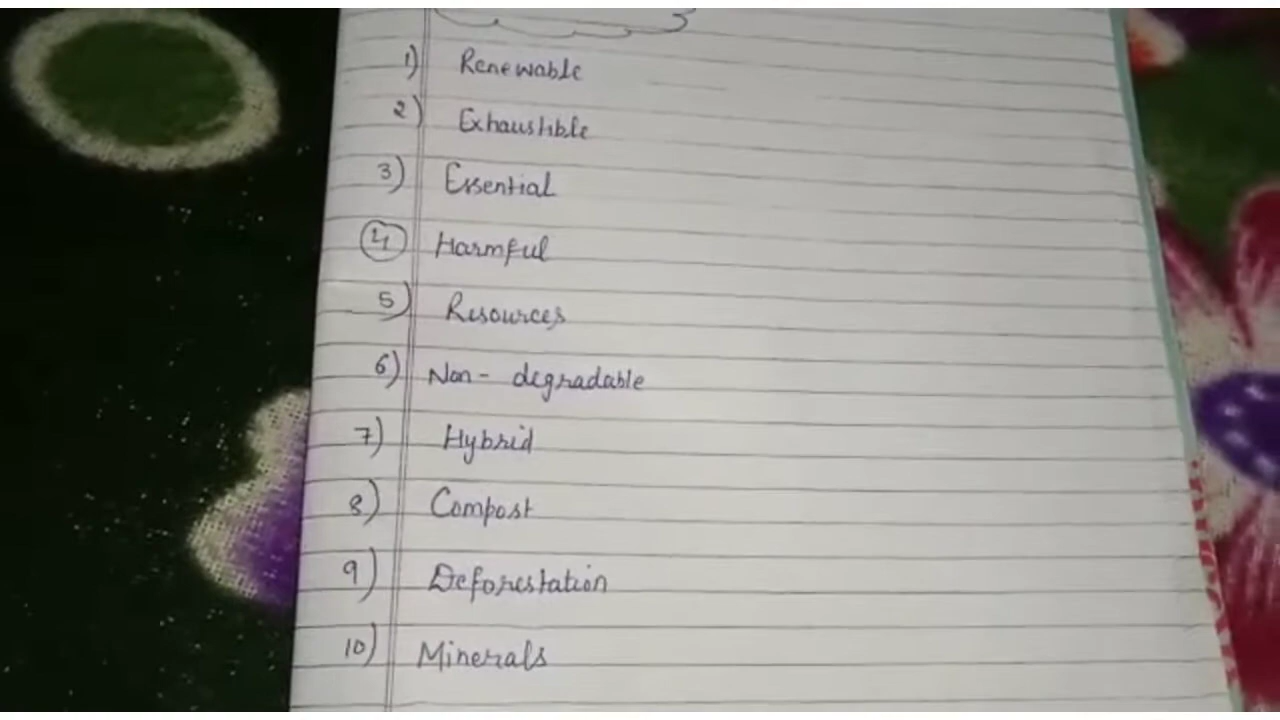 1) Renewable
2) Exhaustible
3) Essential
4) Harmful
5) Resources
6) Non- degradable
7) Hybrid
8) Compost
9) Deforestation
10) Minerals